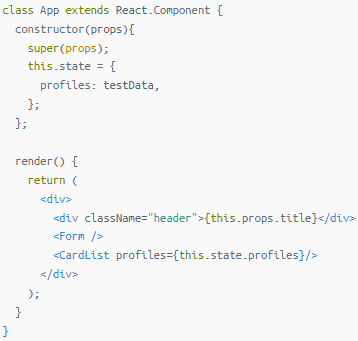 class App extends React.Component {
  constructor(props){
    super(props);
    this.state = {
      profiles: testData,
    };
  };

  render() {
    return (
      <div>
        <div className="header">{this.props.title}</div>
        <Form />
        <CardList profiles={this.state.profiles}/>
      </div>
    );
  }
}